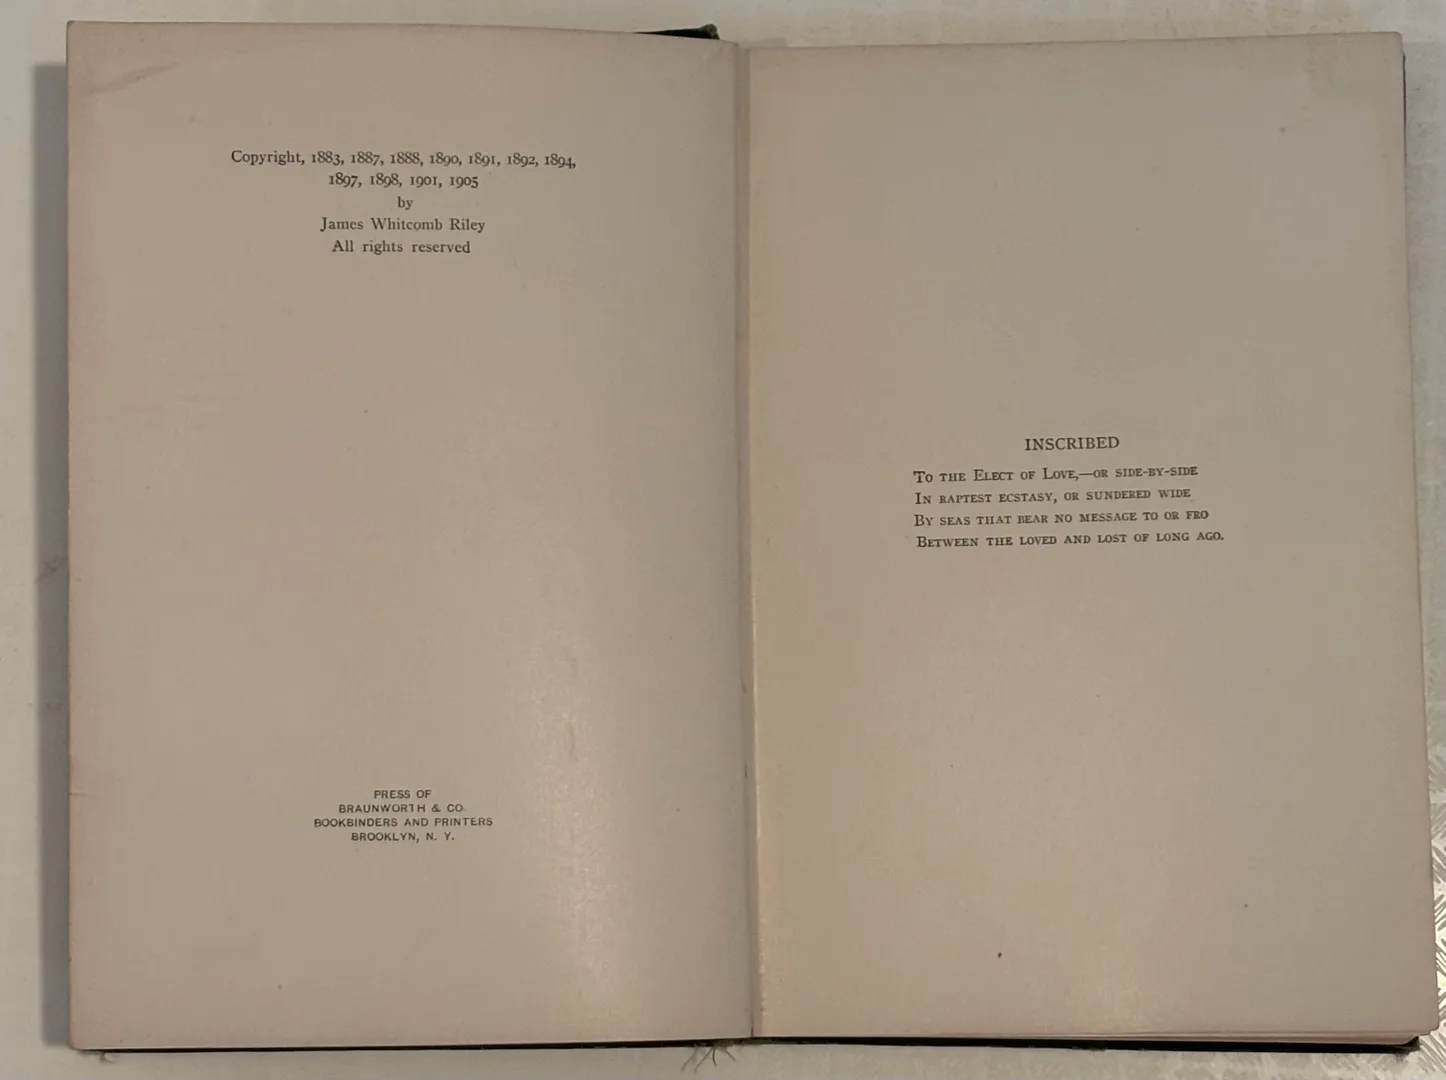 Copyright, 1883, 1887, 1888, 1890, 1891, 1892, 1894,
1897, 1898, 1901, 1905
by
James Whitcomb Riley
All rights reserved
PRESS OF
BRAUNWORTH & CO.
BOOKBINDERS AND PRINTERS
BROOKLYN, N. Y.
INSCRIBED
TO THE ELECT OF LOVE,—OR SIDE-BY-SIDE
IN RAPTEST ECSTASY, OR SUNDERED WIDE
BY SEAS THAT BEAR NO MESSAGE TO OR FRO
BETWEEN THE LOVED AND LOST OF LONG AGO.